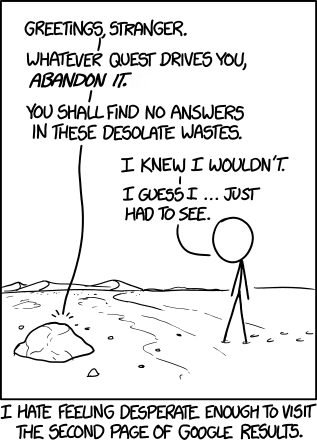 GREETINGS, STRANGER.
WHATEVER QUEST DRIVES YOU,
ABANDON IT.
YOU SHALL FIND NO ANSWERS
IN THESE DESOLATE WASTES.
I KNEW I WOULDN'T.
I GUESS I ... JUST
HAD TO SEE.
I HATE FEELING DESPERATE ENOUGH TO VISIT
THE SECOND PAGE OF GOOGLE RESULTS.